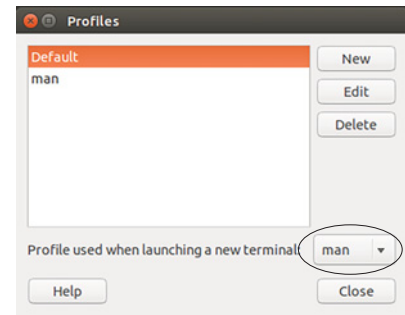 Profiles
Default
man
New
Edit
Delete
Profile used when launching a new terminal: man
Help
Close